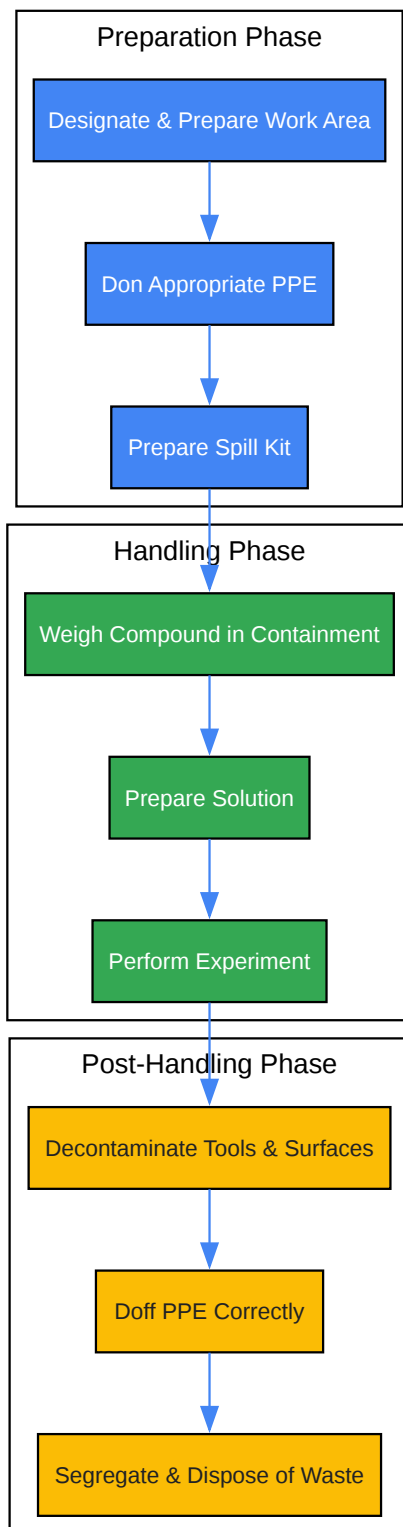 Preparation Phase
Designate & Prepare Work Area
Don Appropriate PPE
Prepare Spill Kit
Handling Phase
Weigh Compound in Containment
Prepare Solution
Perform Experiment
Post-Handling Phase
Decontaminate Tools & Surfaces
Doff PPE Correctly
Segregate & Dispose of Waste